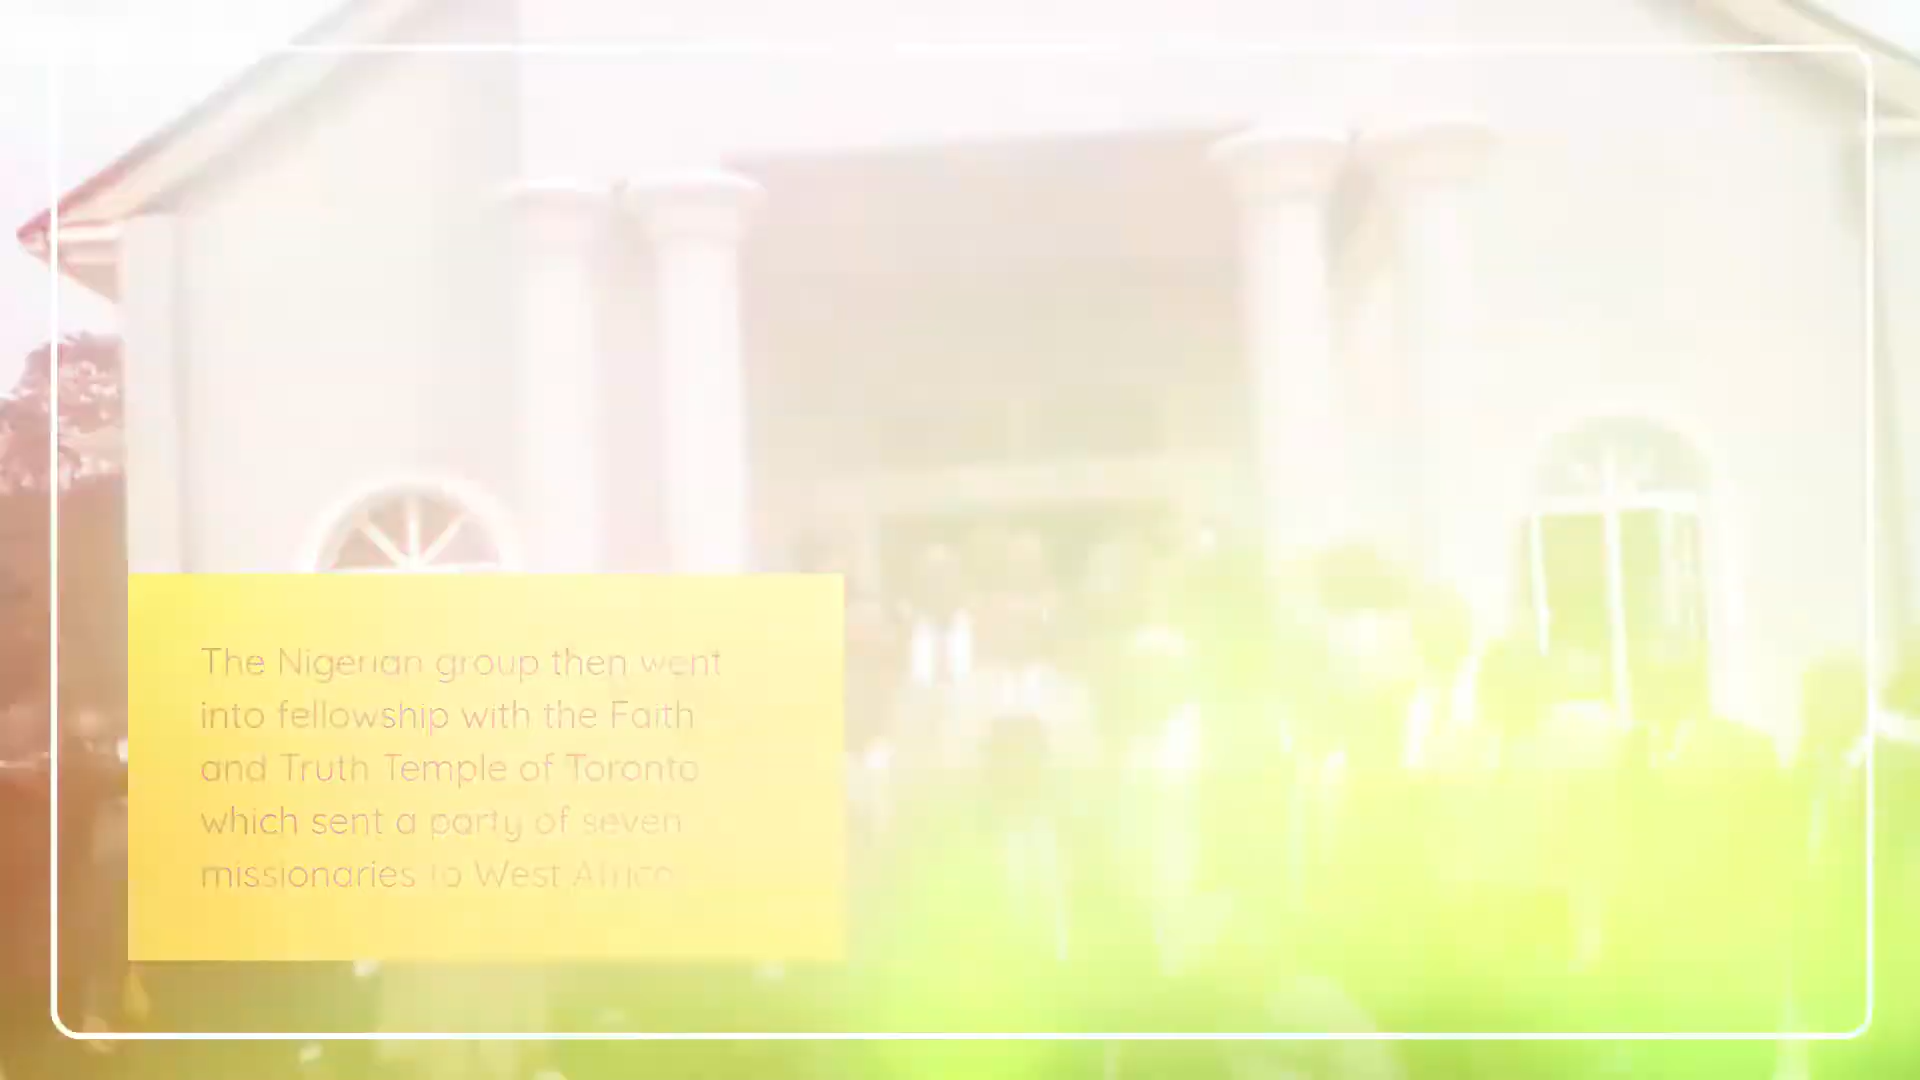 The Nigerian group then went
into fellowship with the Faith
and Truth Temple of Toronto
which sent a party of seven
missionaries to West Africa